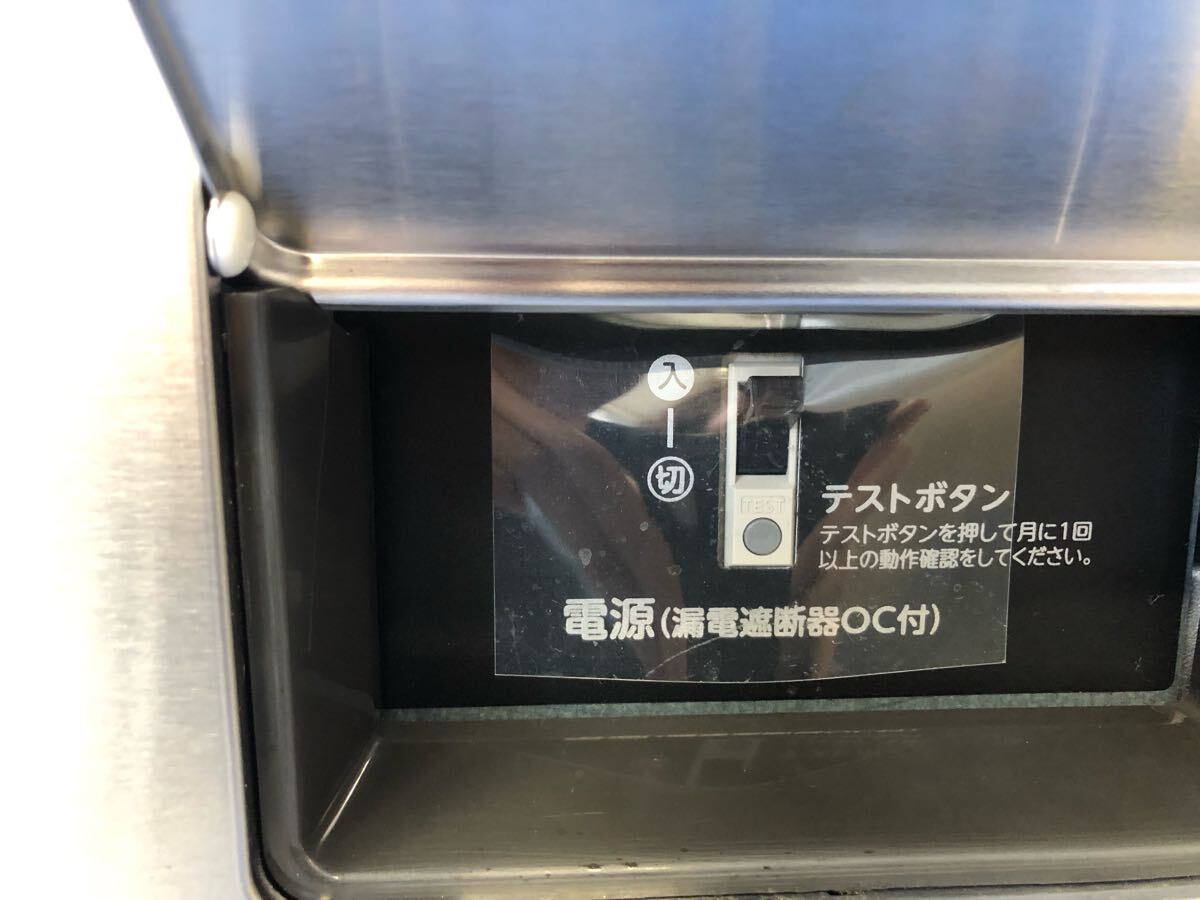 入
切
TEST
テストボタン
テストボタンを押して月に1回
以上の動作確認をしてください。
電源(漏電遮断器OC付)